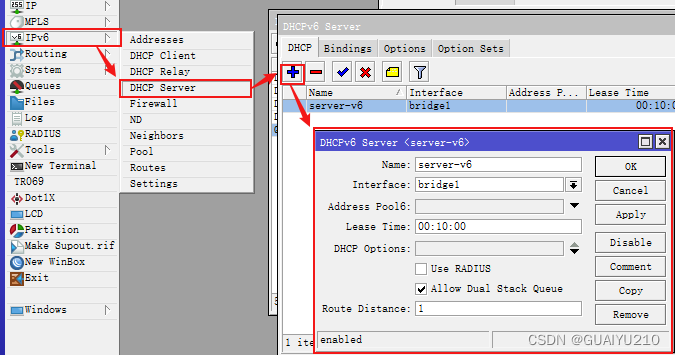 IP
MPLS
IPv6
Routing
System
Queues
Files
Log
RADIUS
Tools
New Terminal
TR069
Dot1X
LCD
Partition
Make Supout.rif
New WinBox
Exit
Windows
Addresses
DHCP Client
DHCP Relay
DHCP Server
Firewall
ND
Neighbors
Pool
Routes
Settings
DHCPv6 Server
DHCP Bindings Options Option Sets
Name Interface Address P... Lease Time
server-v6 bridge1 00:10:00
DHCPv6 Server <server-v6>
Name: server-v6
Interface: bridge1
Address Pool6:
Lease Time: 00:10:00
DHCP Options:
Use RADIUS
Allow Dual Stack Queue
Route Distance: 1
OK
Cancel
Apply
Disable
Comment
Copy
Remove
enabled
1 ite
CSDN @GUAIYU210